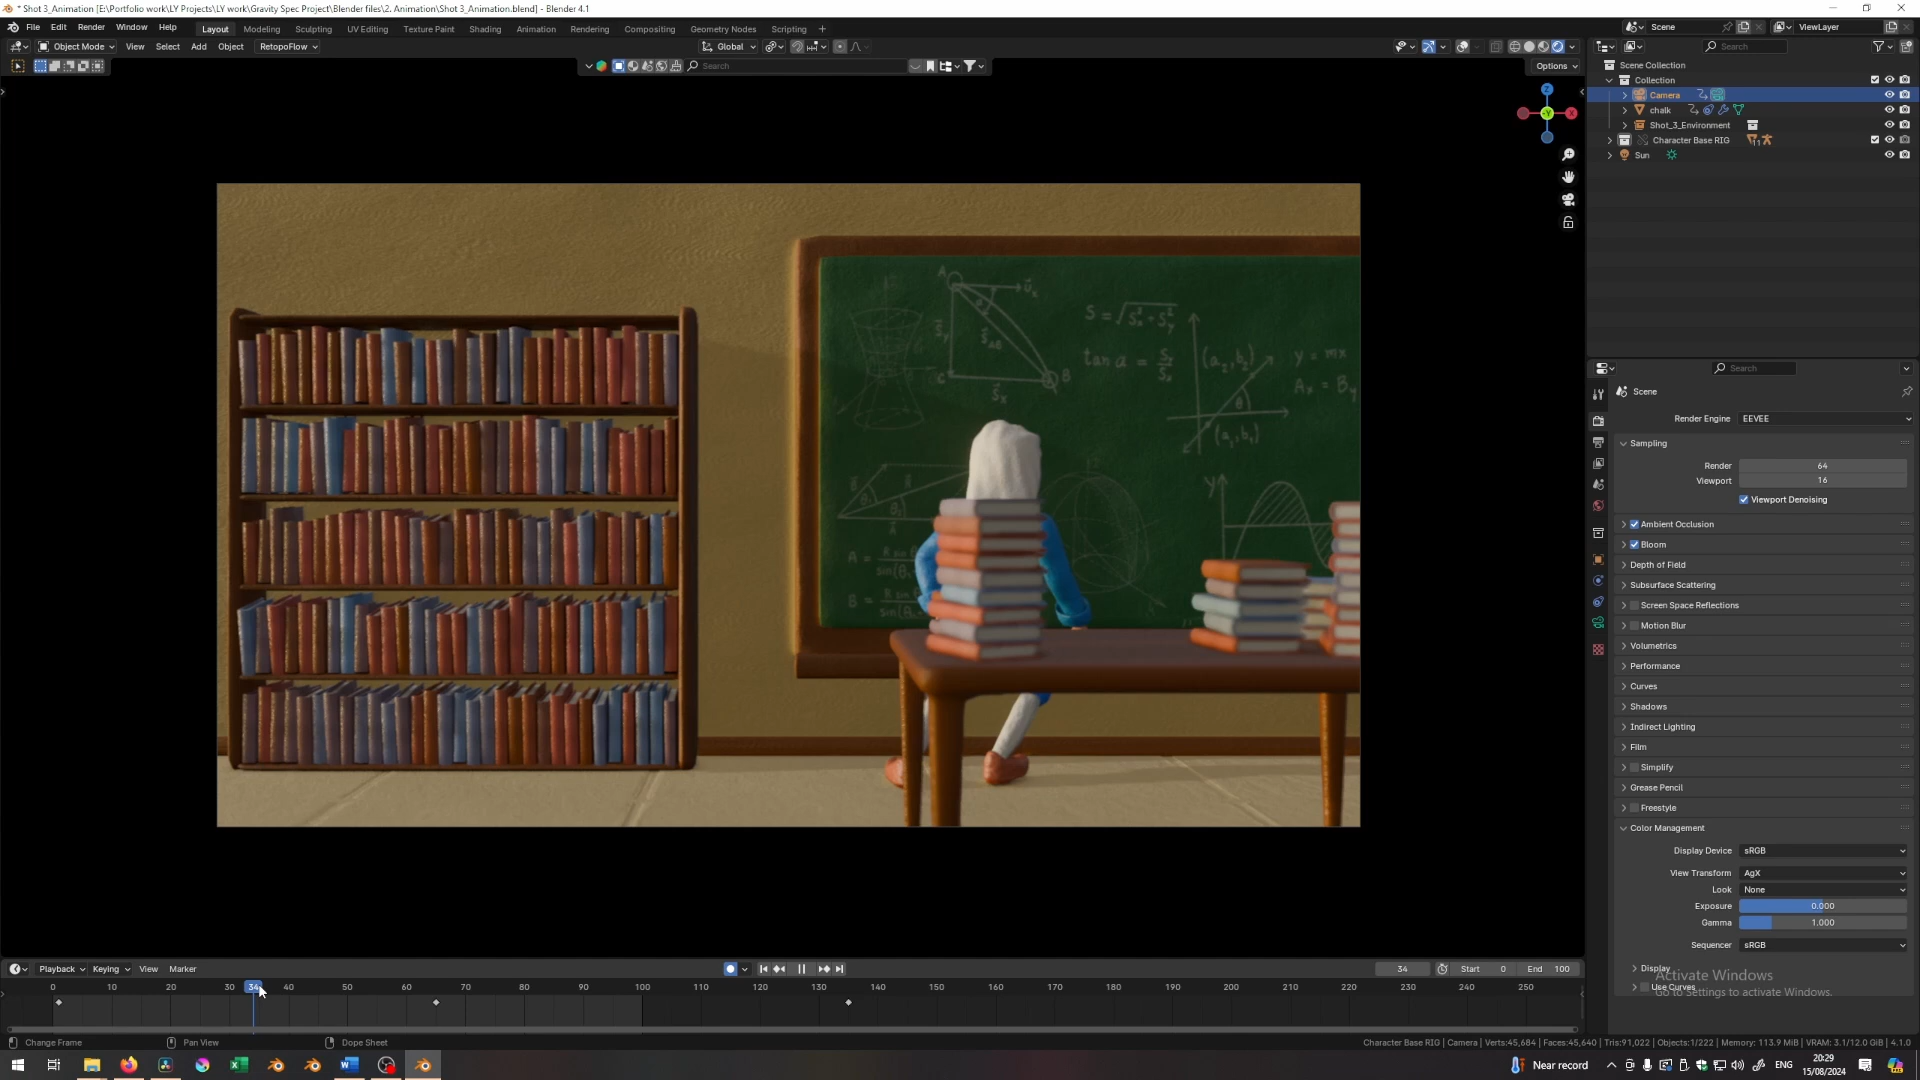 * Shot 3_Animation [E:\Portfolio work\LY Projects\LY work\Gravity Spec Project\Blender files\2. Animation\Shot 3_Animation.blend] - Blender 4.1
File Edit Render Window Help Layout Modeling Sculpting UV Editing Texture Paint Shading Animation Rendering Compositing Geometry Nodes Scripting + Scene ViewLayer
Object Mode View Select Add Object RetopoFlow Global Search
Search Options
Scene Collection
Collection
Camera
chalk
Shot_3_Environment
Character Base RIG
Sun
Z
-Y
X
A
B
C
S = √
tan a =
(a₂, b₂)
(a₁, b₁)
y = mx
θ
Y
A =
B =
Search
Scene
Render Engine EEVEE
Sampling
Render 64
Viewport 16
Viewport Denoising
Ambient Occlusion
Bloom
Depth of Field
Subsurface Scattering
Screen Space Reflections
Motion Blur
Volumetrics
Performance
Curves
Shadows
Indirect Lighting
Film
Simplify
Grease Pencil
Freestyle
Color Management
Display Device sRGB
View Transform AgX
Look None
Exposure 0.000
Gamma 1.000
Sequencer sRGB
Display
Use Curves
Activate Windows
Go to Settings to activate Windows.
Playback Keying View Marker 34 Start 0 End 100
0 10 20 30 34 40 50 60 70 80 90 100 110 120 130 140 150 160 170 180 190 200 210 220 230 240 250
Change Frame Pan View Dope Sheet Character Base RIG | Camera | Verts:45,684 | Faces:45,640 | Tris:91,022 | Objects:1/222 | Memory: 113.9 MiB | VRAM: 3.1/12.0 GiB | 4.1.0
Near record ENG 20:29
15/08/2024